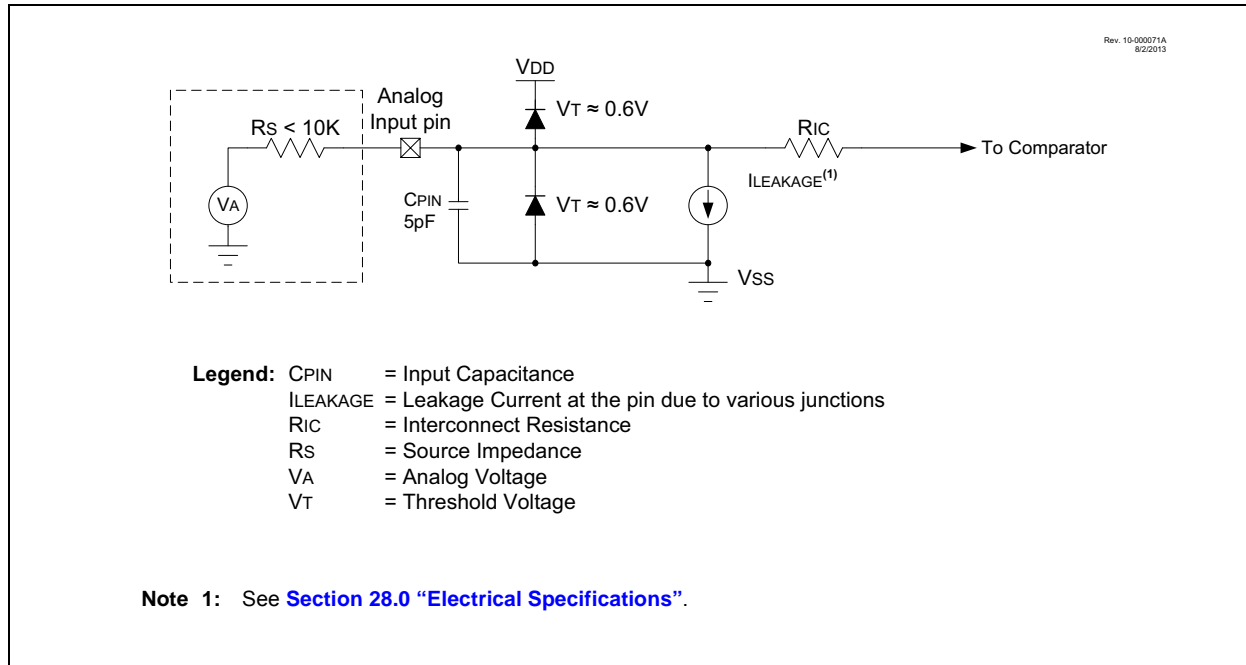 Rev. 10-000071A
8/2/2013
VDD
Analog
Input pin
VT ≈ 0.6V
RS < 10K
RIC
To Comparator
ILEAKAGE(1)
VA
CPIN
5pF
VT ≈ 0.6V
VSS
Legend: CPIN = Input Capacitance
ILEAKAGE = Leakage Current at the pin due to various junctions
RIC = Interconnect Resistance
RS = Source Impedance
VA = Analog Voltage
VT = Threshold Voltage
Note 1: See Section 28.0 “Electrical Specifications”.